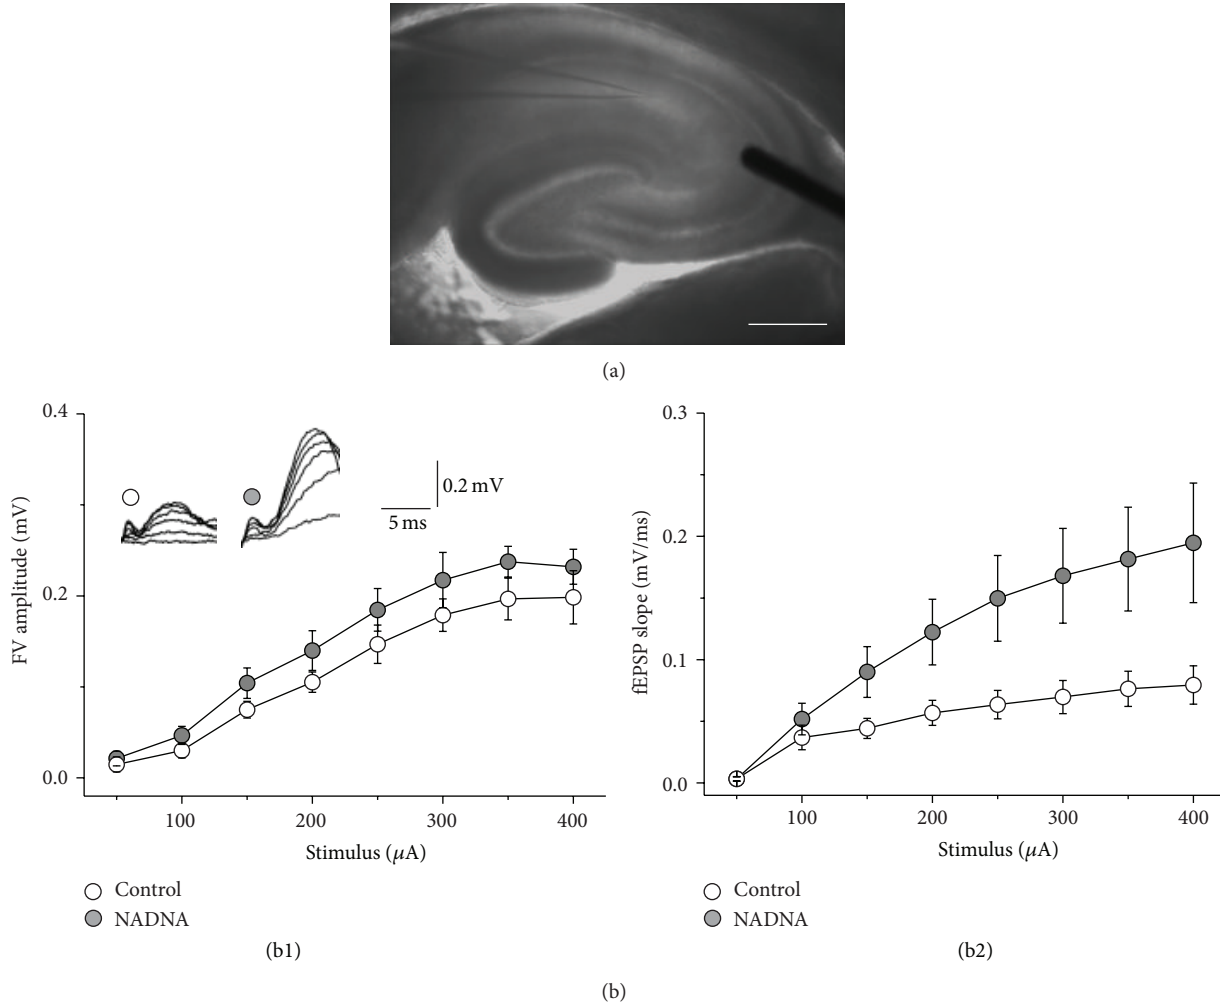 (a)
0.4
0.2
0.0
FV amplitude (mV)
0.2 mV
5 ms
100
200
300
400
Stimulus (μA)
Control
NADNA
(b1)
0.3
0.2
0.1
0.0
fEPSP slope (mV/ms)
100
200
300
400
Stimulus (μA)
Control
NADNA
(b2)
(b)